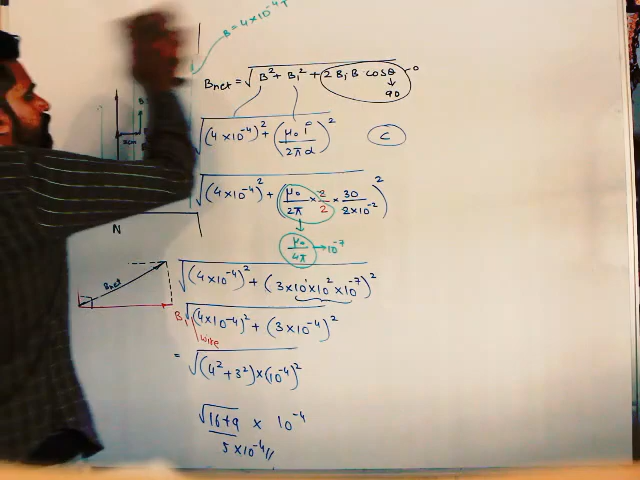 B = 4×10⁻⁴T
Bnet = √(B² + B₁² + 2B₁B cosθ) → 0
90
√((4×10⁻⁴)² + (μ₀ i / 2πd)²)
C
√((4×10⁻⁴)² + (μ₀/2π × 2/2 × 30/(2×10⁻²))²)
N
μ₀/4π → 10⁻⁷
Bnet
√((4×10⁻⁴)² + (3×10¹×10²×10⁻⁷)²)
B₁
√((4×10⁻⁴)² + (3×10⁻⁴)²)
wire
= √((4²+3²)×(10⁻⁴)²)
√(16+9) × 10⁻⁴
5×10⁻⁴//